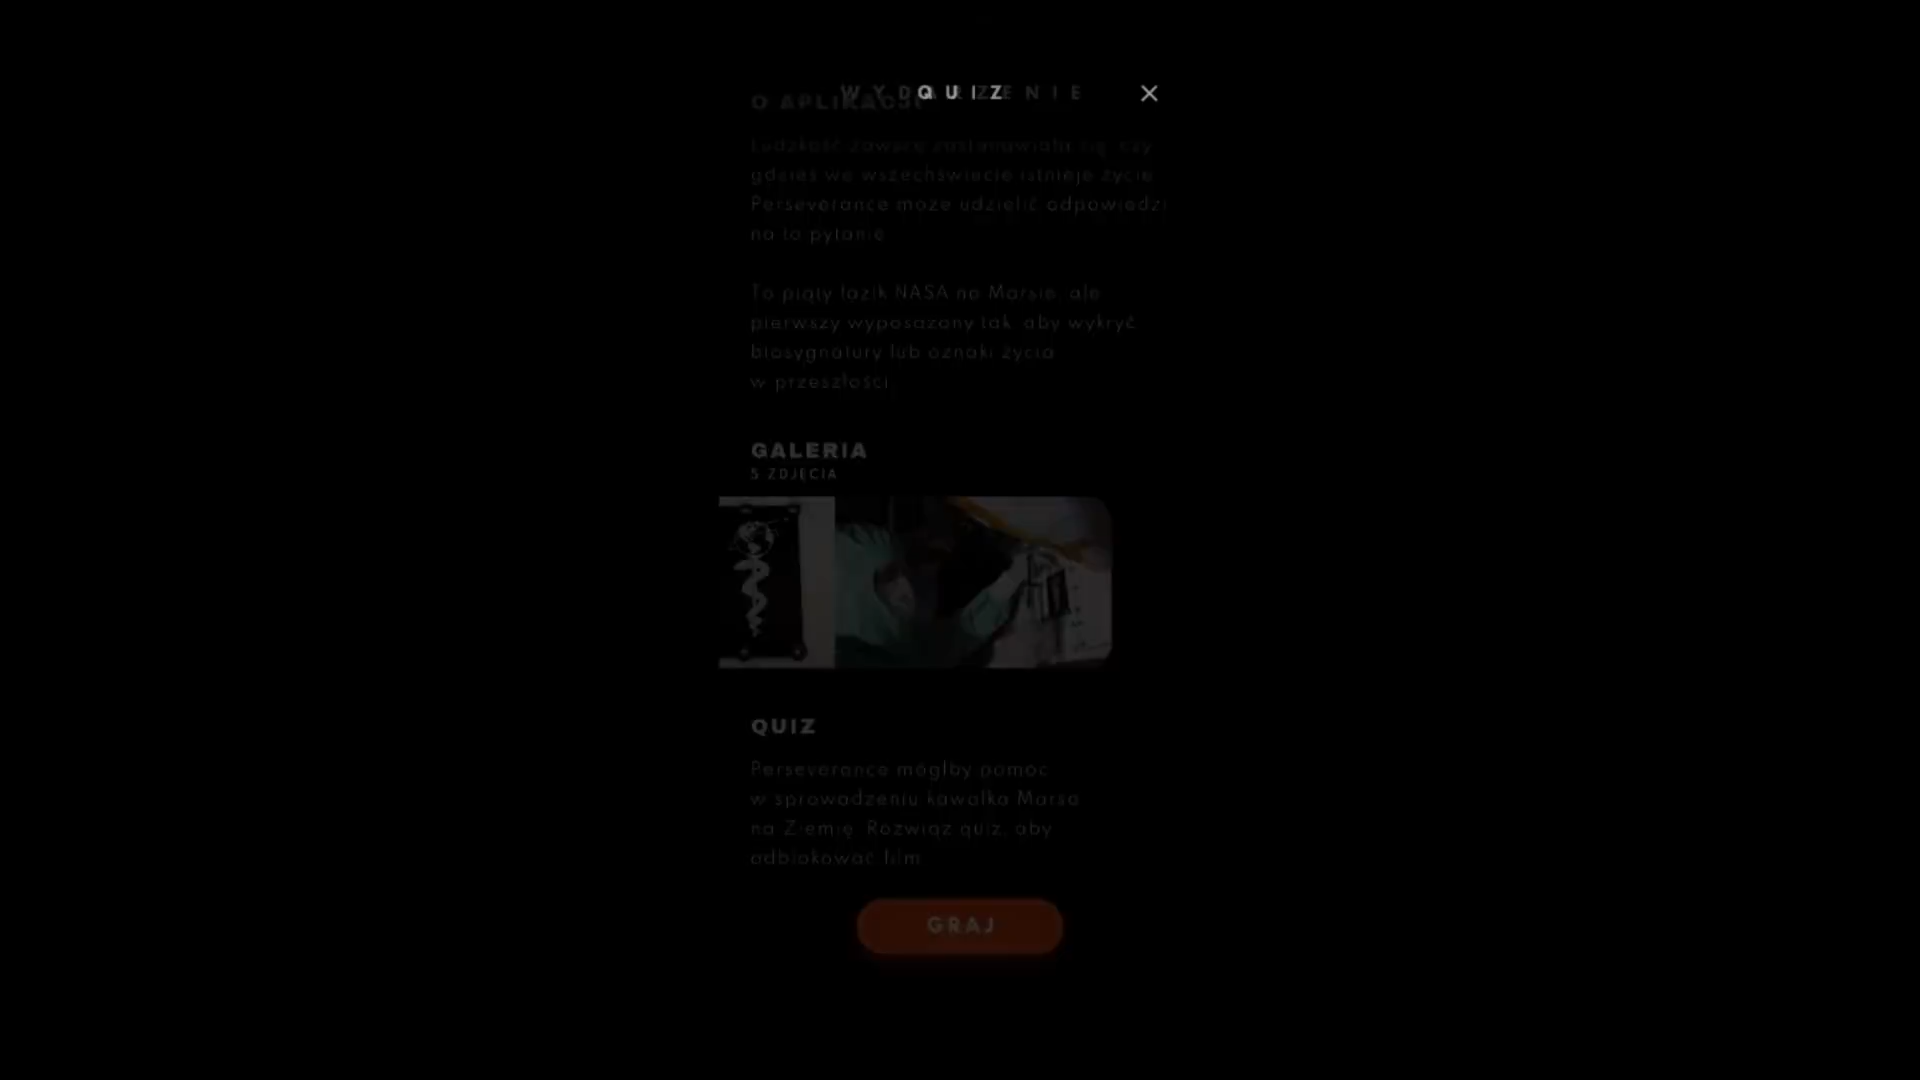 WYDARZENIE
QUIZ
O APLIKACJI
Ludzkość zawsze zastanawiała się, czy
gdzieś we wszechświecie istnieje życie.
Perseverance może udzielić odpowiedzi
na to pytanie.
To piąty łazik NASA na Marsie, ale
pierwszy wyposażony tak, aby wykryć
biosygnatury lub oznaki życia
w przeszłości.
GALERIA
5 ZDJĘCIA
QUIZ
Perseverance mógłby pomóc
w sprowadzeniu kawałka Marsa
na Ziemię. Rozwiąż quiz, aby
odblokować film.
GRAJ